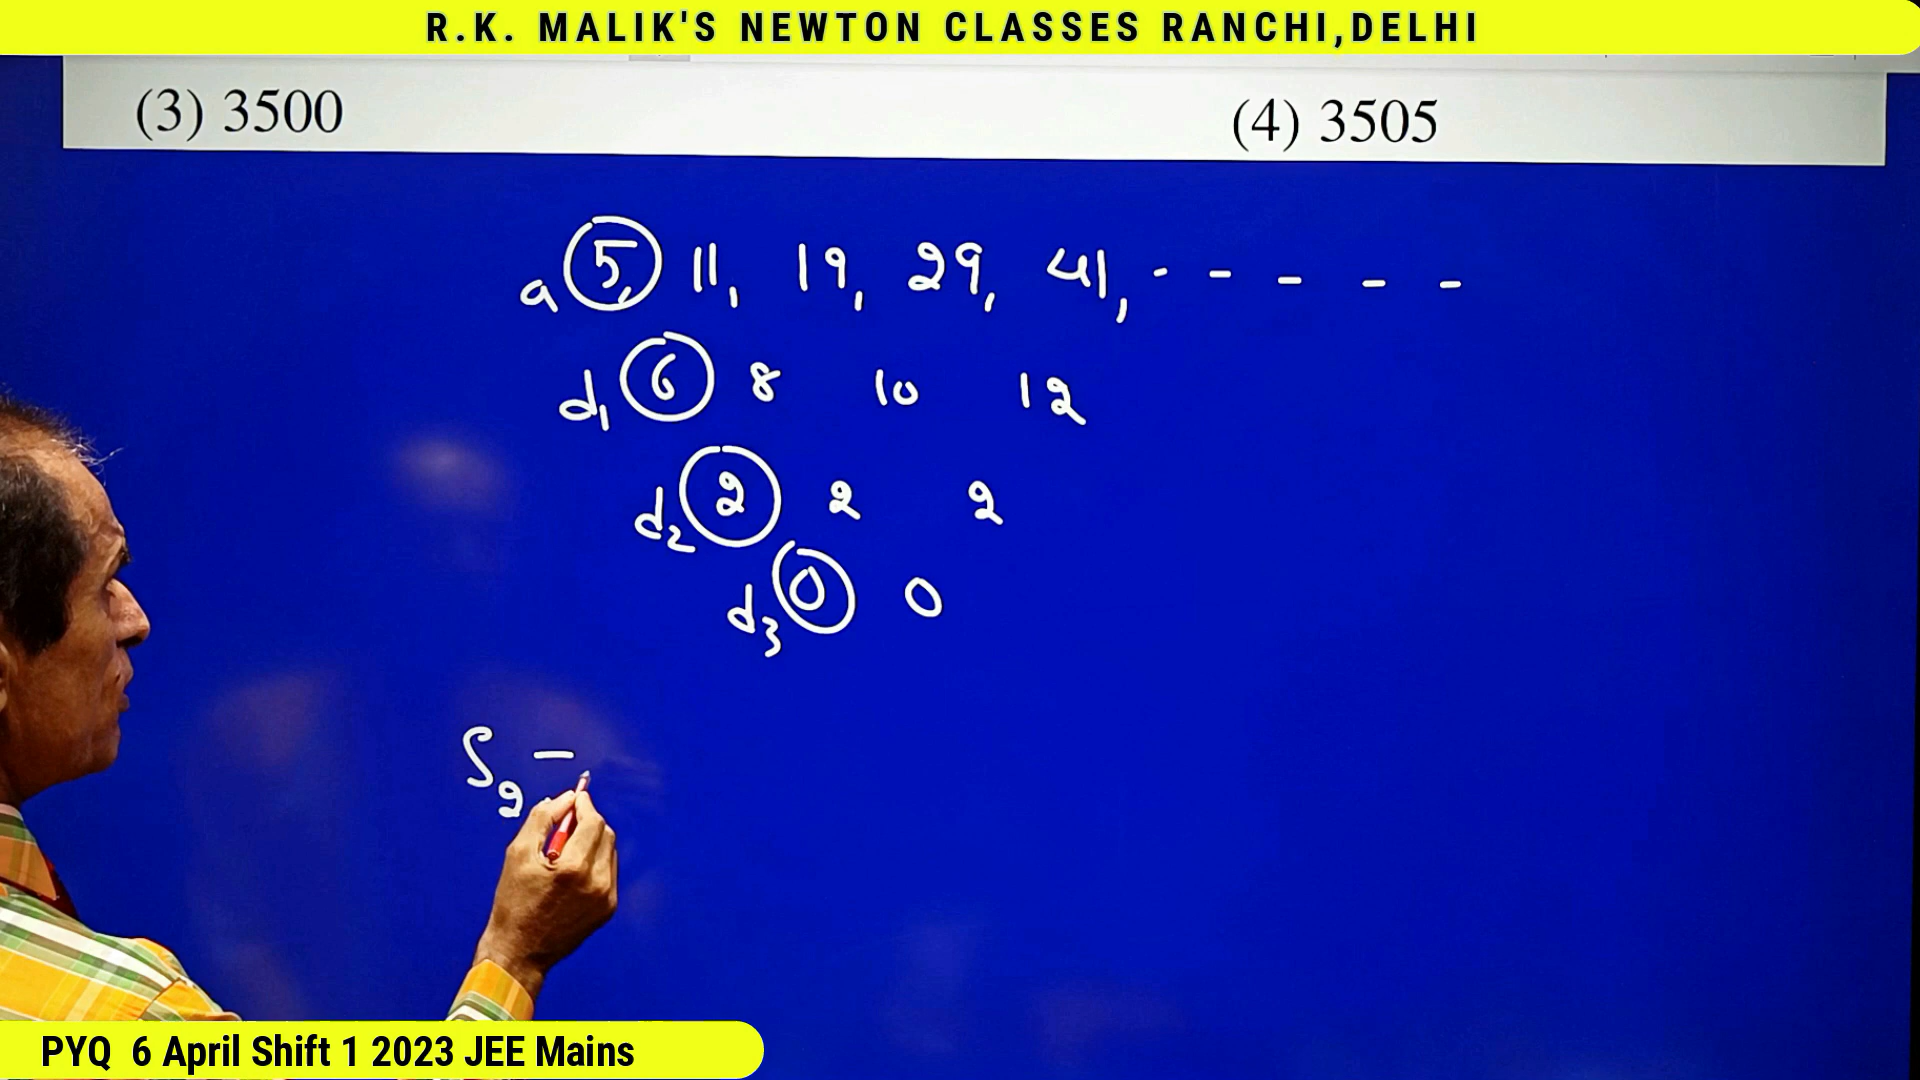 R.K. MALIK'S NEWTON CLASSES RANCHI,DELHI
(3) 3500 (4) 3505
a 5, 11, 19, 29, 41, - - - - -
d1 6 8 10 12
d2 2 2 2
d3 0 0
S2 -
PYQ 6 April Shift 1 2023 JEE Mains